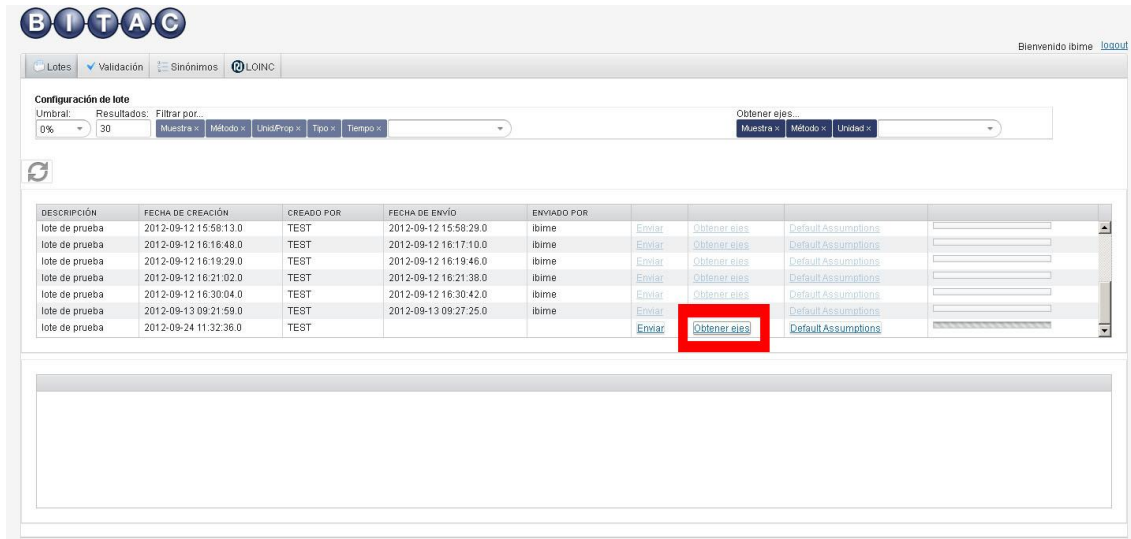 BITAC
Bienvenido ibime logout
Lotes Validación Sinónimos LOINC
Configuración de lote
Umbral: Resultados: Filtrar por... Obtener ejes...
0% 30 Muestra × Método × Unid/Prop × Tipo × Tiempo × Muestra × Método × Unidad ×
DESCRIPCIÓN FECHA DE CREACIÓN CREADO POR FECHA DE ENVÍO ENVIADO POR
lote de prueba 2012-09-12 15:58:13.0 TEST 2012-09-12 15:58:29.0 ibime Enviar Obtener ejes Default Assumptions
lote de prueba 2012-09-12 16:16:48.0 TEST 2012-09-12 16:17:10.0 ibime Enviar Obtener ejes Default Assumptions
lote de prueba 2012-09-12 16:19:29.0 TEST 2012-09-12 16:19:46.0 ibime Enviar Obtener ejes Default Assumptions
lote de prueba 2012-09-12 16:21:02.0 TEST 2012-09-12 16:21:38.0 ibime Enviar Obtener ejes Default Assumptions
lote de prueba 2012-09-12 16:30:04.0 TEST 2012-09-12 16:30:42.0 ibime Enviar Obtener ejes Default Assumptions
lote de prueba 2012-09-13 09:21:59.0 TEST 2012-09-13 09:27:25.0 ibime Enviar Obtener ejes Default Assumptions
lote de prueba 2012-09-24 11:32:36.0 TEST Enviar Obtener ejes Default Assumptions